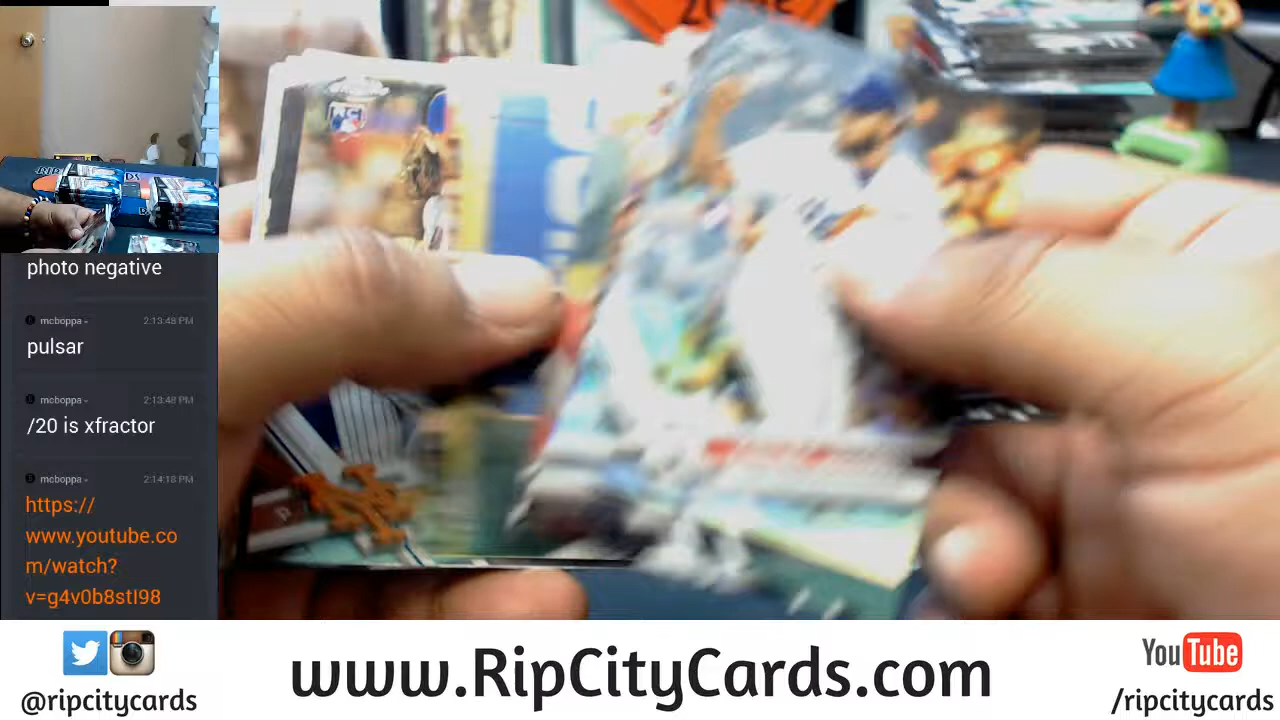 photo negative
mcboppa
2:13:43 PM
pulsar
mcboppa
2:13:48 PM
/20 is xfractor
mcboppa
2:14:18 PM
https://
www.youtube.co
m/watch?
v=g4v0b8stI98
www.RipCityCards.com
@ripcitycards
YouTube
/ripcitycards